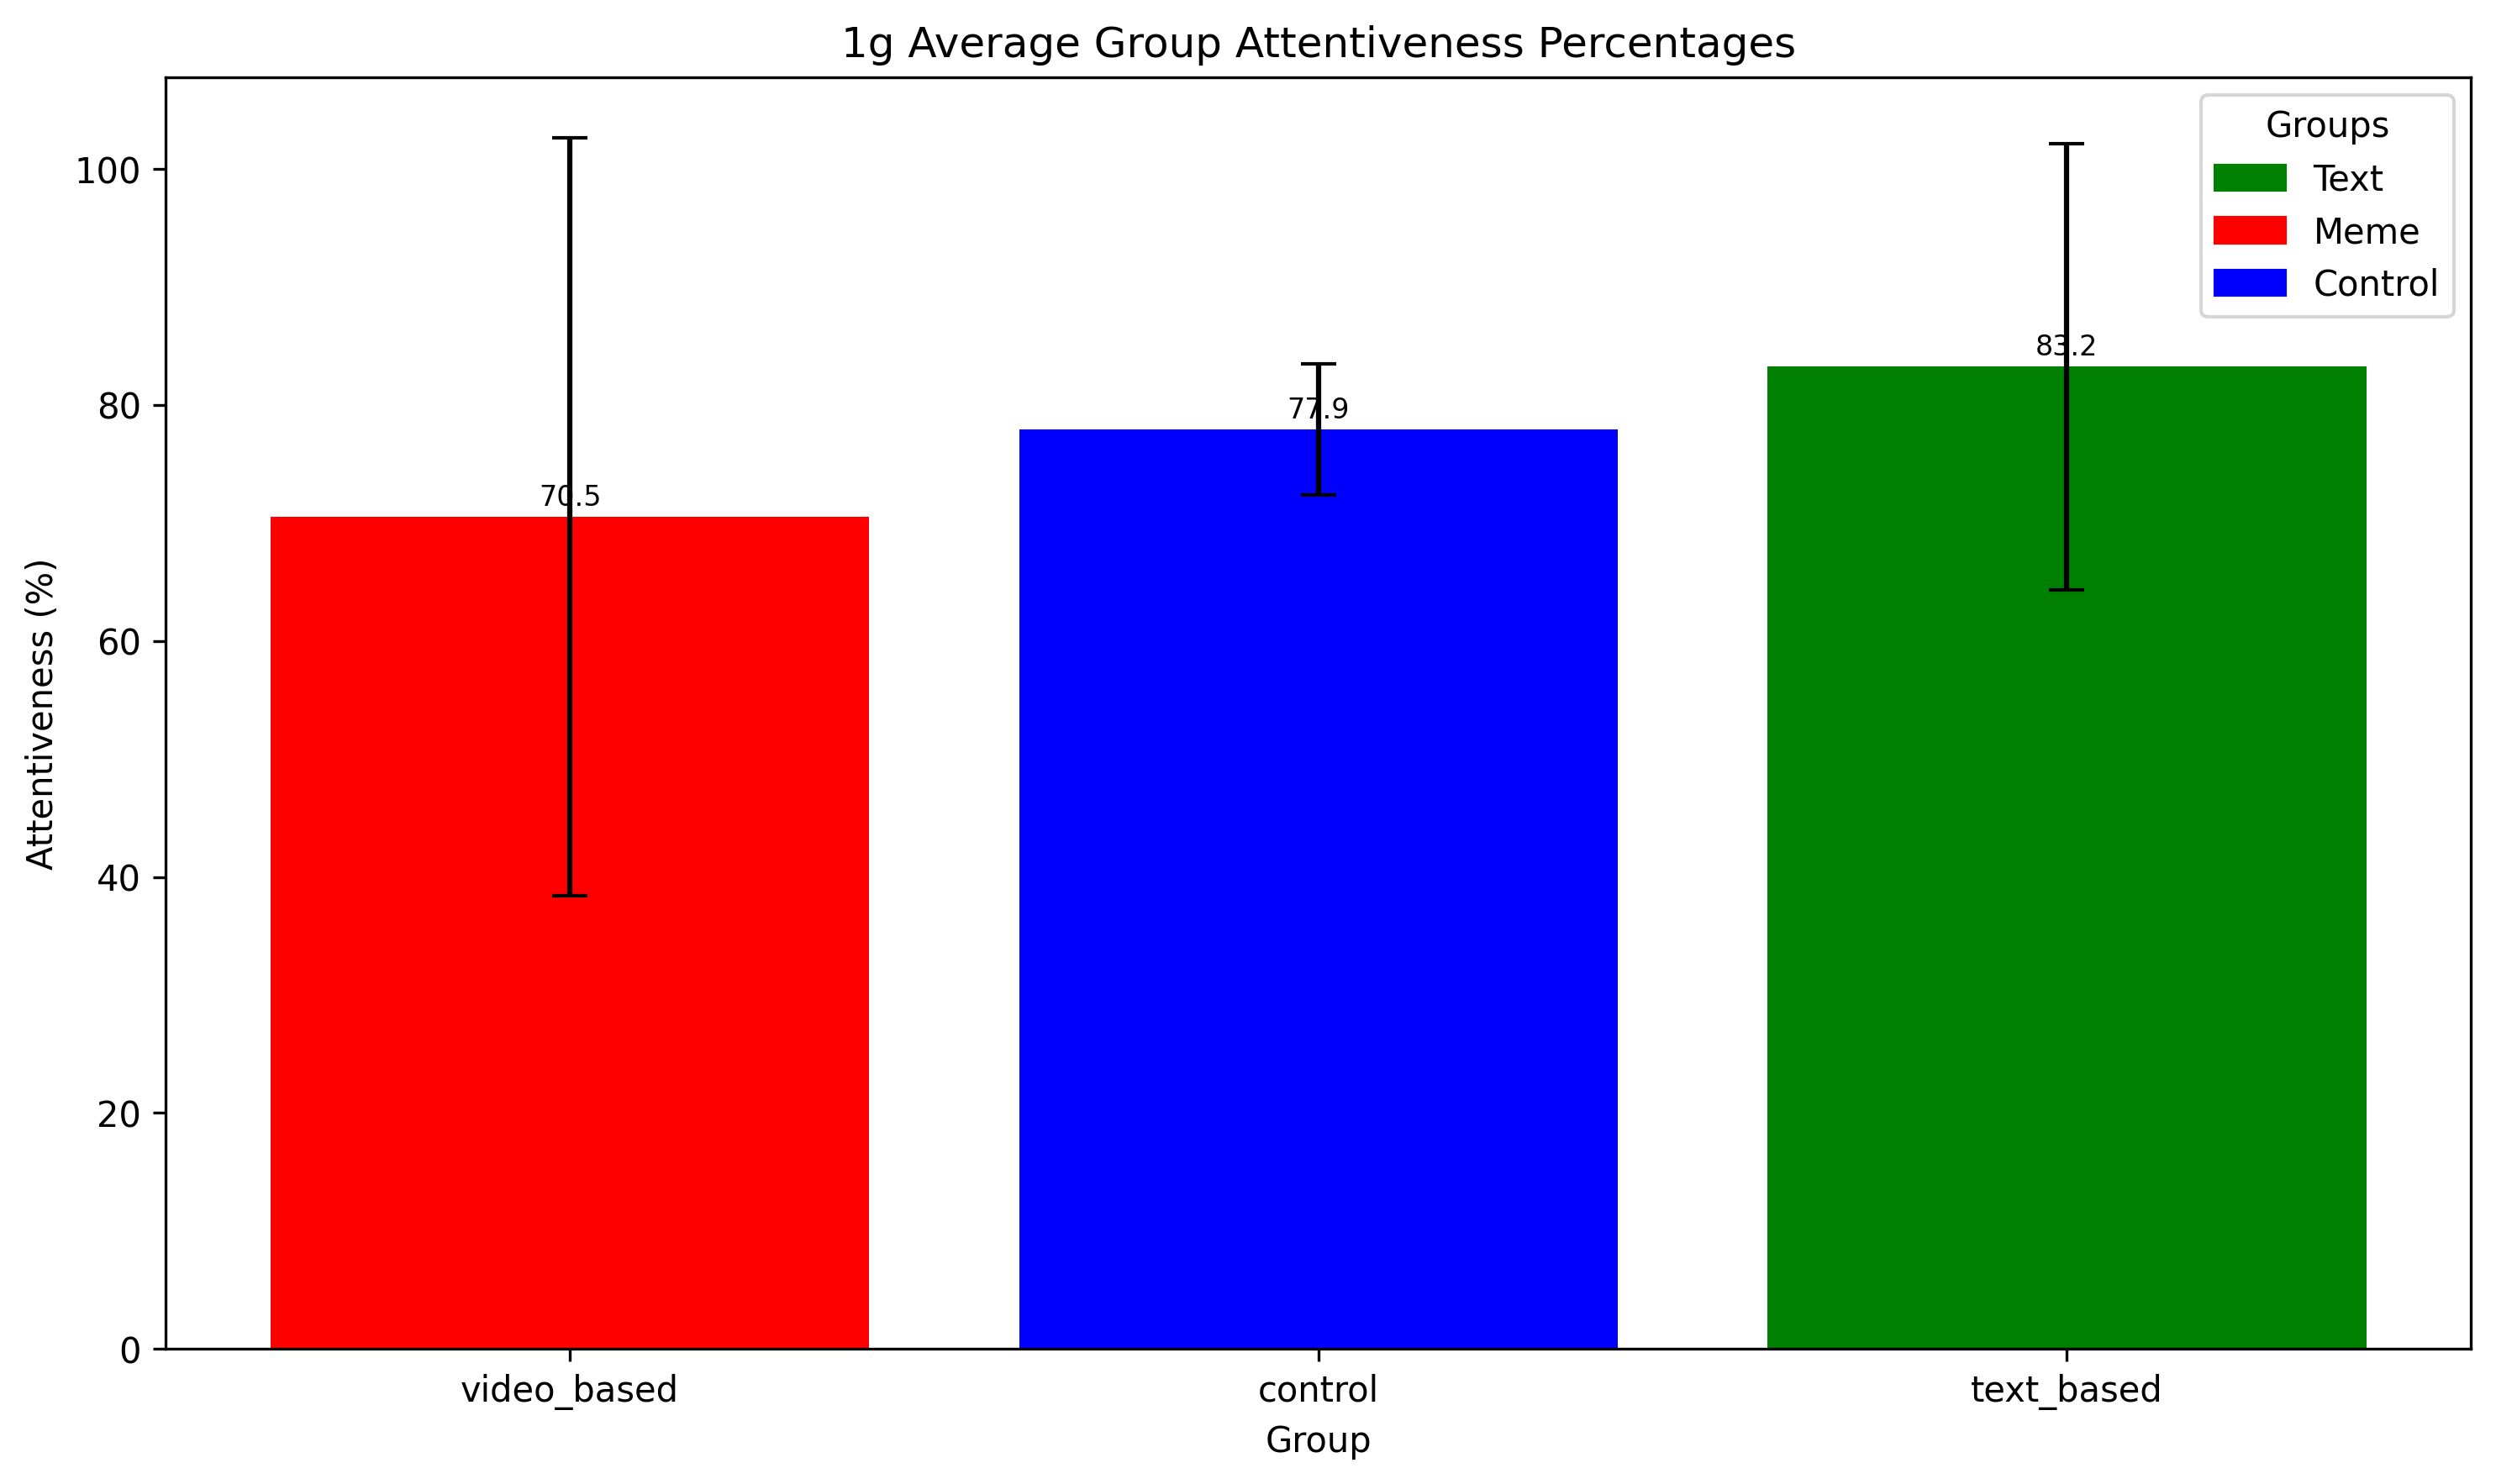 1g Average Group Attentiveness Percentages
Groups
Text
Meme
Control
Attentiveness (%)
100
80
60
40
20
0
70.5
77.9
83.2
video_based
control
text_based
Group